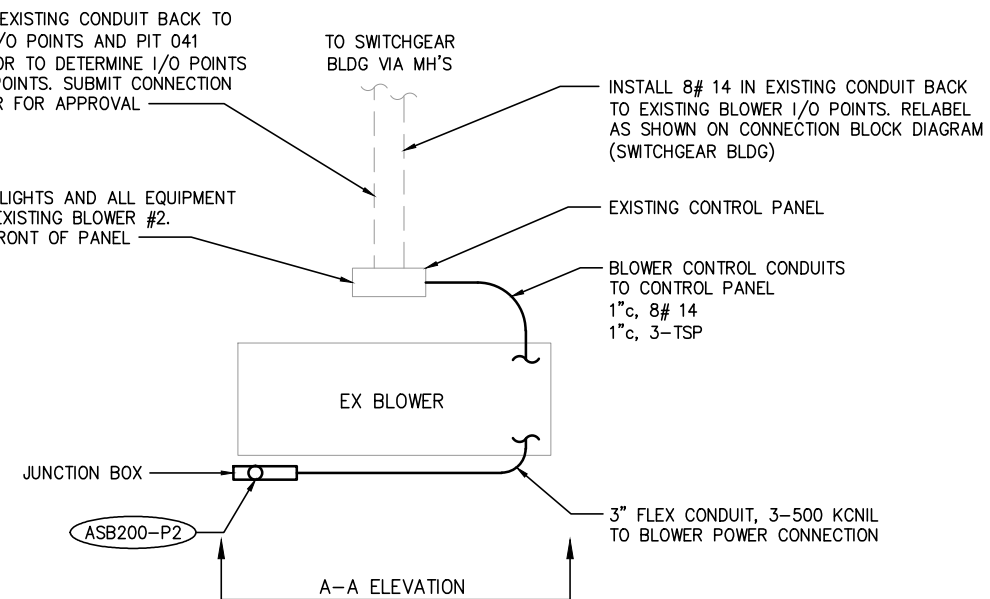 EXISTING CONDUIT BACK TO
I/O POINTS AND PIT 041
OR TO DETERMINE I/O POINTS
POINTS. SUBMIT CONNECTION
R FOR APPROVAL
TO SWITCHGEAR
BLDG VIA MH'S
INSTALL 8# 14 IN EXISTING CONDUIT BACK
TO EXISTING BLOWER I/O POINTS. RELABEL
AS SHOWN ON CONNECTION BLOCK DIAGRAM
(SWITCHGEAR BLDG)
LIGHTS AND ALL EQUIPMENT
EXISTING BLOWER #2.
FRONT OF PANEL
EXISTING CONTROL PANEL
BLOWER CONTROL CONDUITS
TO CONTROL PANEL
1"c, 8# 14
1"c, 3-TSP
EX BLOWER
JUNCTION BOX
ASB200-P2
3" FLEX CONDUIT, 3-500 KCNIL
TO BLOWER POWER CONNECTION
A-A ELEVATION